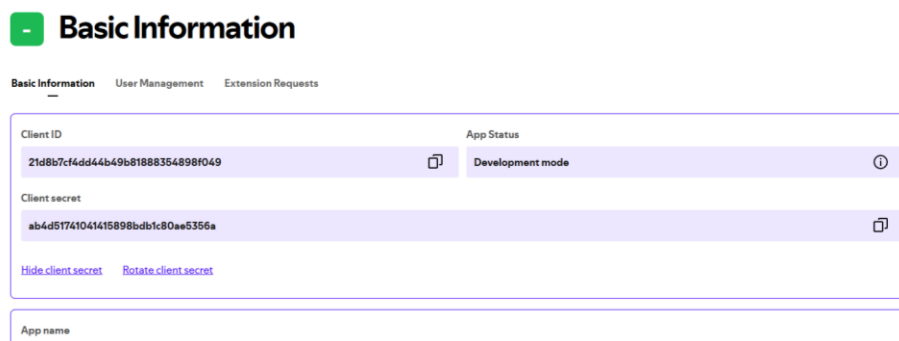 -
Basic Information
Basic Information User Management Extension Requests
Client ID App Status
21d8b7cf4dd44b49b81888354898f049 Development mode
Client secret
ab4d51741041415898bdb1c80ae5356a
Hide client secret Rotate client secret
App name